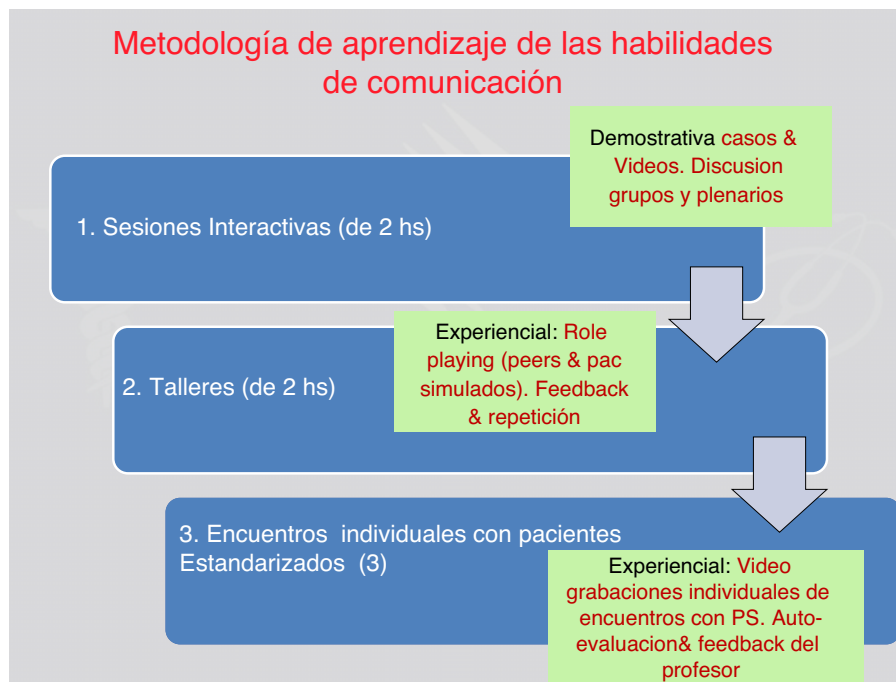 Metodología de aprendizaje de las habilidades
de comunicación
Demostrativa casos &
Videos. Discusion
grupos y plenarios
1. Sesiones Interactivas (de 2 hs)
Experiencial: Role
playing (peers & pac
simulados). Feedback
& repetición
2. Talleres (de 2 hs)
3. Encuentros  individuales con pacientes
Estandarizados  (3)
Experiencial: Video
grabaciones individuales de
encuentros con PS. Auto-
evaluacion& feedback del
profesor